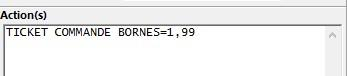 Action(s)
TICKET COMMANDE BORNES=1,99